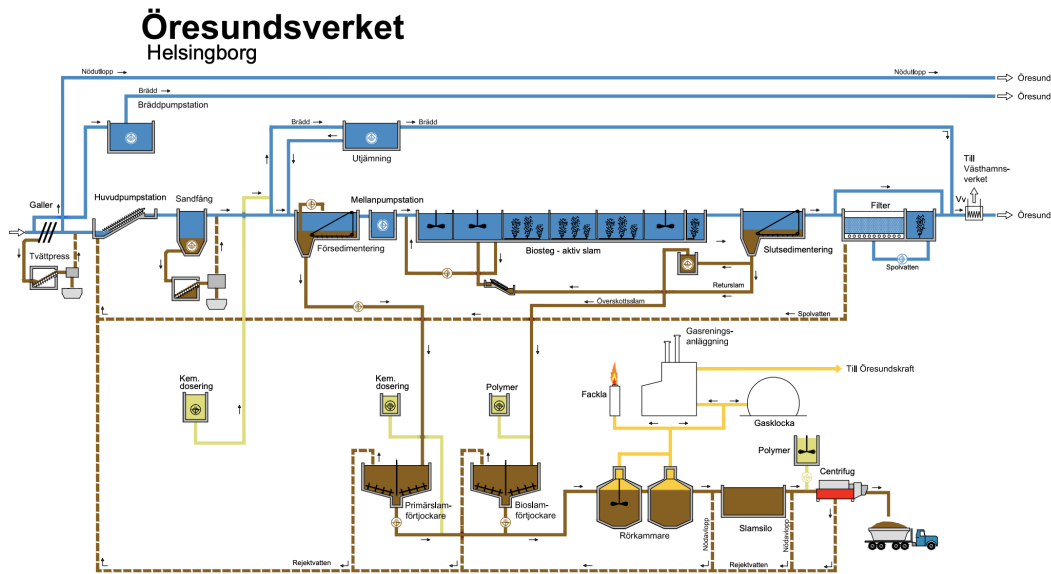 Öresundsverket
Helsingborg
Nödutlopp
Nödutlopp
Öresund
Brädd
Öresund
Bräddpumpstation
Brädd
Brädd
Utjämning
Till
Västhamns-
verket
Galler
Huvudpumpstation
Sandfång
Mellanpumpstation
Filter
Vv
Öresund
Tvättpress
Försedimentering
Biosteg - aktiv slam
Slutsedimentering
Spolvatten
Returslam
Överskottsslam
Spolvatten
Gasrenings-
anläggning
Till Öresundskraft
Kem.
dosering
Kem.
dosering
Polymer
Fackla
Gasklocka
Polymer
Centrifug
Primärslam-
förtjockare
Bioslam-
förtjockare
Rörkammare
Slamsilo
Nödavlopp
Nödavlopp
Rejektvatten
Rejektvatten